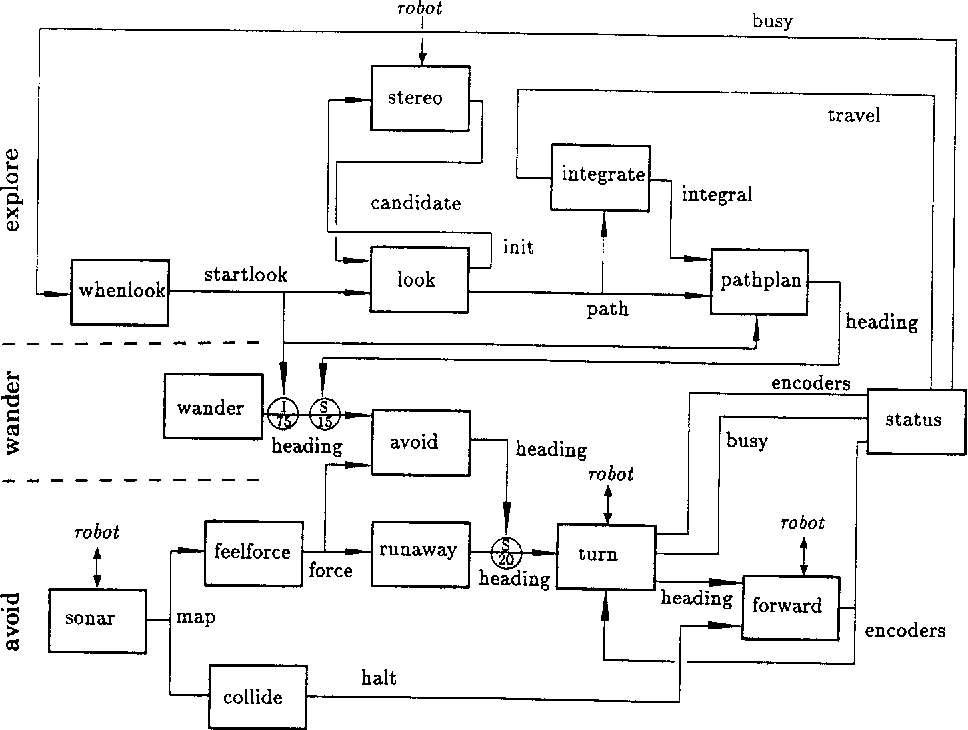 robot
busy
stereo
travel
explore
integrate
candidate
integral
init
startlook
look
pathplan
whenlook
path
heading
wander
encoders
wander
I
75
S
15
status
heading
avoid
busy
heading
robot
robot
robot
S
20
feelforce
runaway
turn
force
heading
heading
avoid
sonar
map
forward
encoders
halt
collide